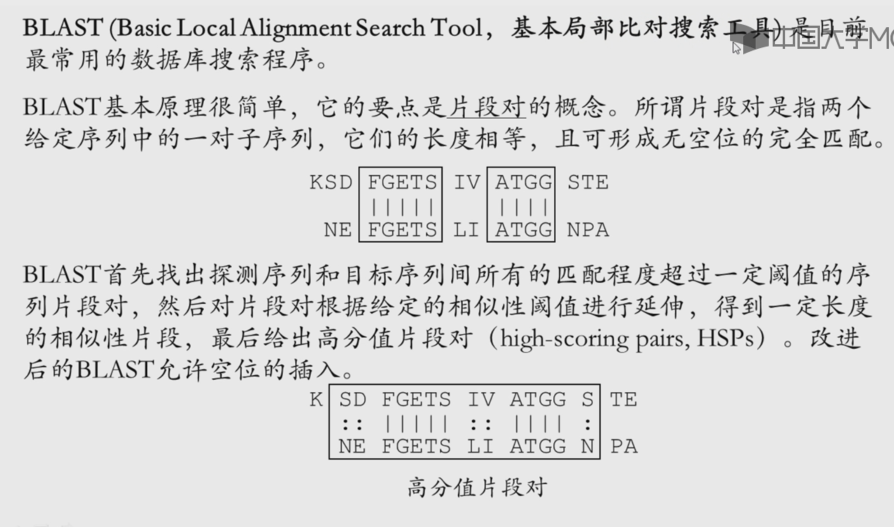 BLAST (Basic Local Alignment Search Tool，基本局部比对搜索工具) 是目前
最常用的数据库搜索程序。
中国大学MO
BLAST基本原理很简单，它的要点是片段对的概念。所谓片段对是指两个
给定序列中的一对子序列，它们的长度相等，且可形成无空位的完全匹配。
KSD FGETS IV ATGG STE
||||| ||||
NE FGETS LI ATGG NPA
BLAST首先找出探测序列和目标序列间所有的匹配程度超过一定阈值的序
列片段对，然后对片段对根据给定的相似性阈值进行延伸，得到一定长度
的相似性片段，最后给出高分值片段对（high-scoring pairs, HSPs）。改进
后的BLAST允许空位的插入。
K SD FGETS IV ATGG S TE
:: ||||| :: |||| :
NE FGETS LI ATGG N PA
高分值片段对